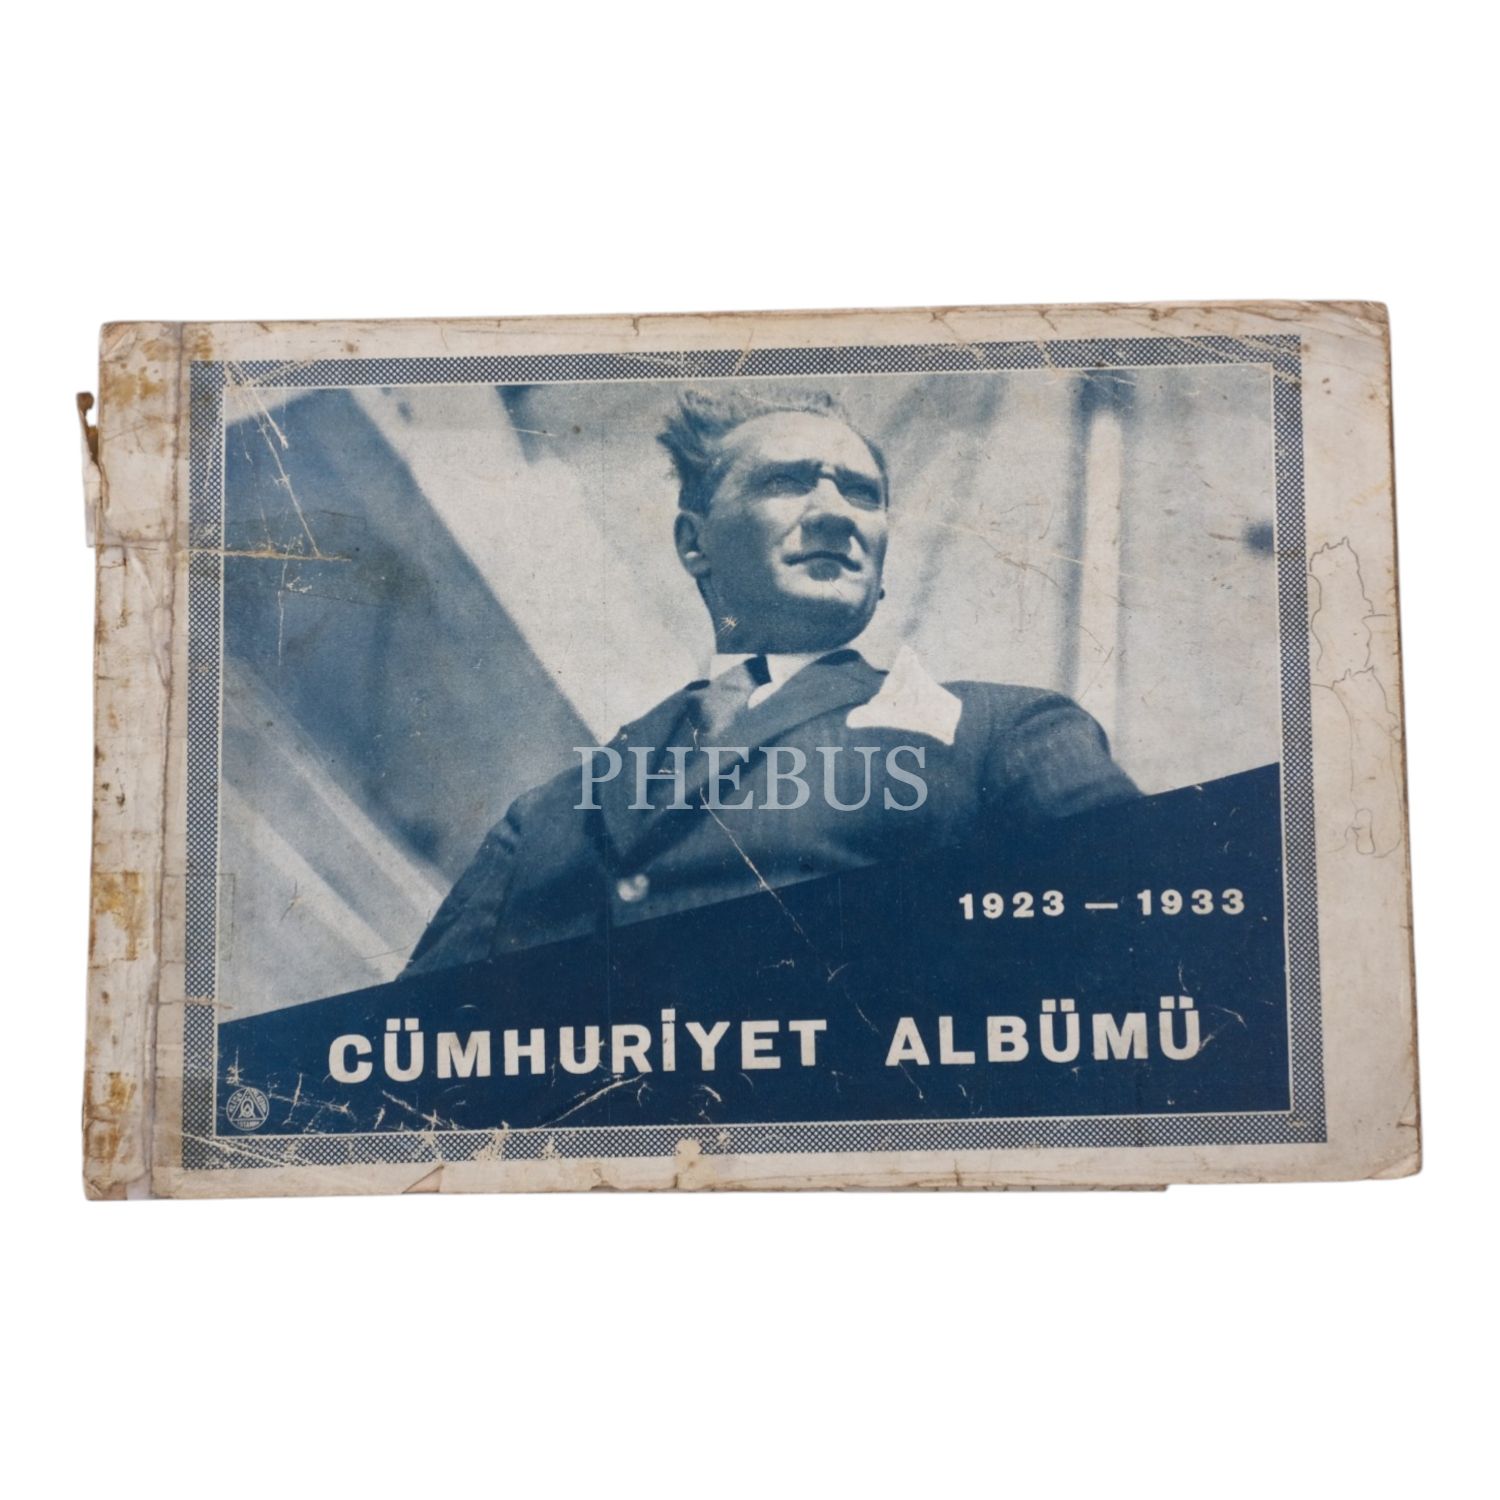 PHEBUS
1923 — 1933
CÜMHURİYET ALBÜMÜ